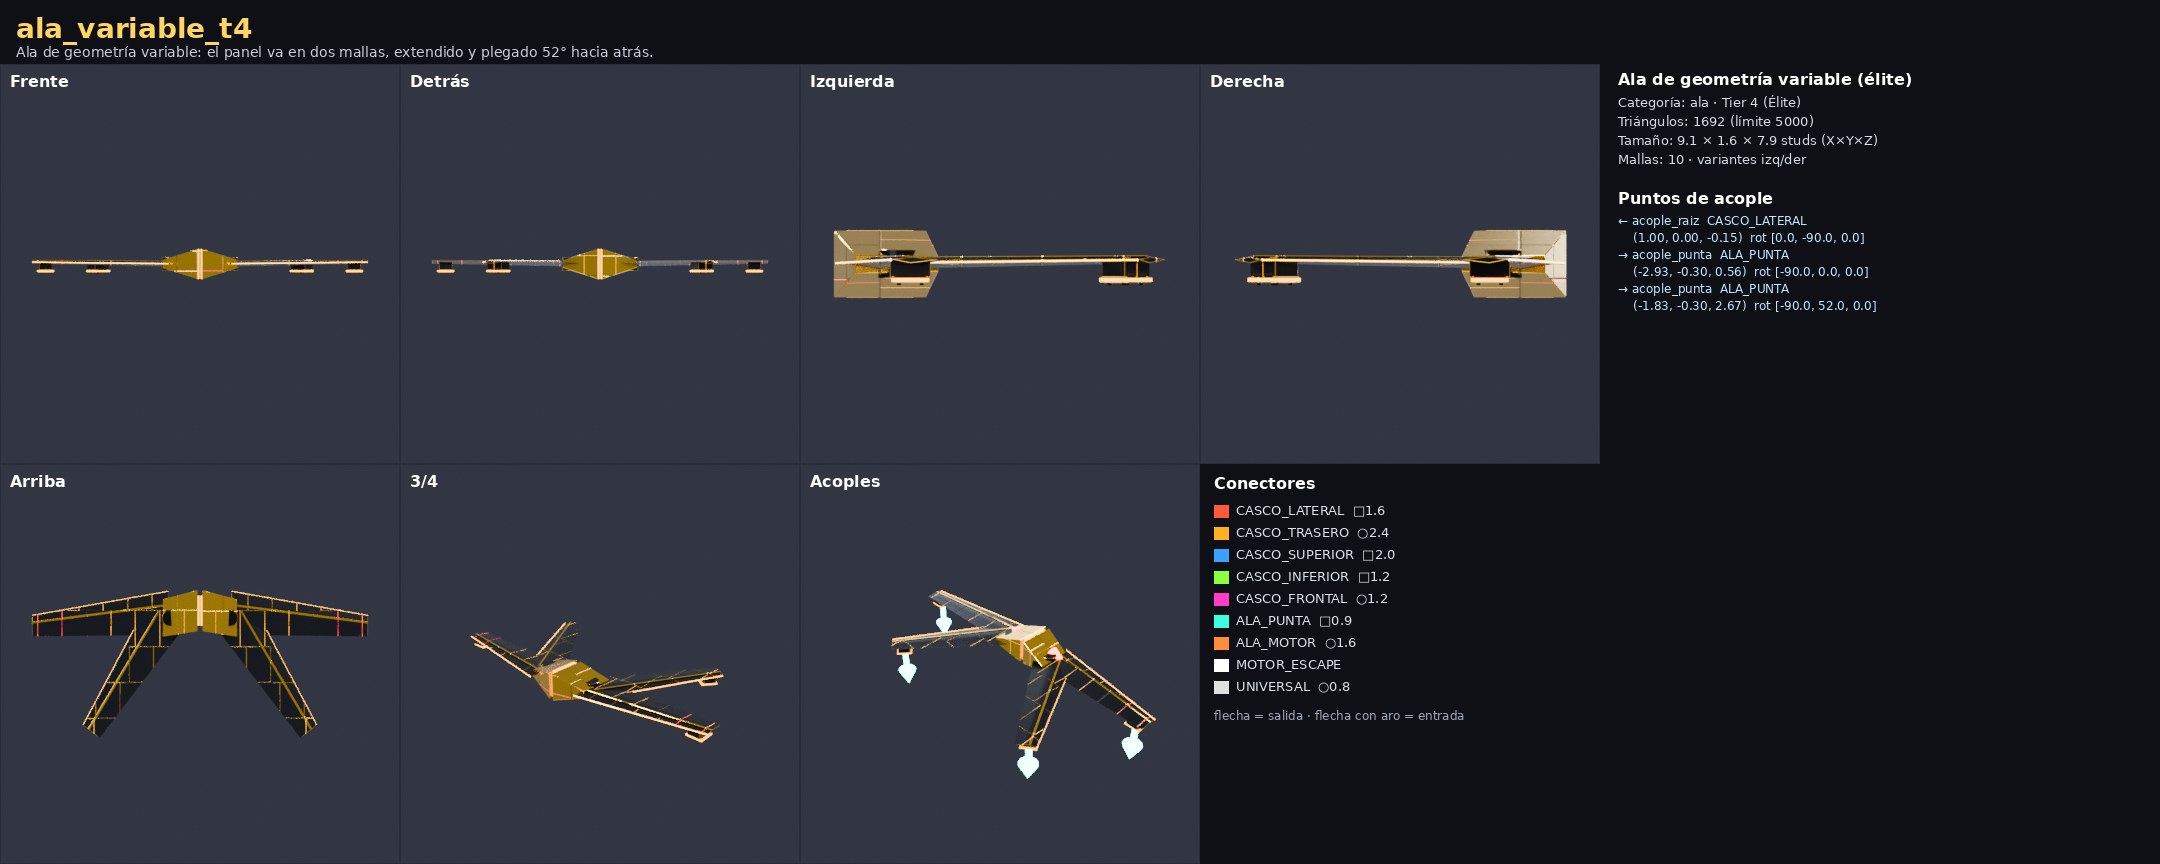 ala_variable_t4
Ala de geometría variable: el panel va en dos mallas, extendido y plegado 52° hacia atrás.
Frente
Detrás
Izquierda
Derecha
Ala de geometría variable (élite)
Categoría: ala · Tier 4 (Élite)
Triángulos: 1692 (límite 5000)
Tamaño: 9.1 × 1.6 × 7.9 studs (X×Y×Z)
Mallas: 10 · variantes izq/der
Puntos de acople
← acople_raiz CASCO_LATERAL
(1.00, 0.00, -0.15) rot [0.0, -90.0, 0.0]
→ acople_punta ALA_PUNTA
(-2.93, -0.30, 0.56) rot [-90.0, 0.0, 0.0]
→ acople_punta ALA_PUNTA
(-1.83, -0.30, 2.67) rot [-90.0, 52.0, 0.0]
Arriba
3/4
Acoples
Conectores
CASCO_LATERAL □1.6
CASCO_TRASERO ○2.4
CASCO_SUPERIOR □2.0
CASCO_INFERIOR □1.2
CASCO_FRONTAL ○1.2
ALA_PUNTA □0.9
ALA_MOTOR ○1.6
MOTOR_ESCAPE
UNIVERSAL ○0.8
flecha = salida · flecha con aro = entrada